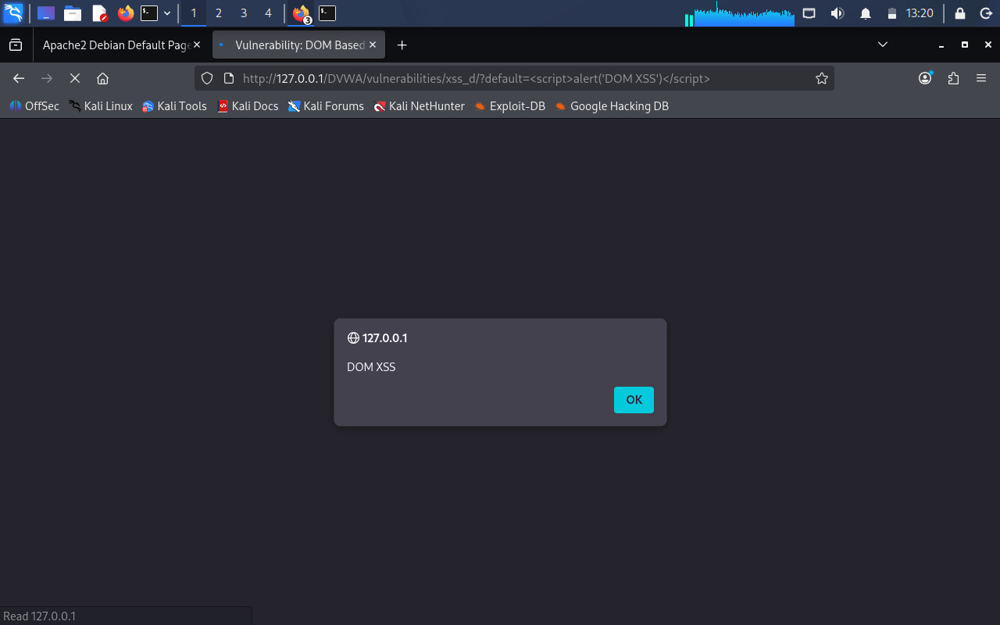 1 2 3 4 3 13:20
Apache2 Debian Default Page Vulnerability: DOM Based
http://127.0.0.1/DVWA/vulnerabilities/xss_d/?default=<script>alert('DOM XSS')</script>
OffSec Kali Linux Kali Tools Kali Docs Kali Forums Kali NetHunter Exploit-DB Google Hacking DB
127.0.0.1
DOM XSS
OK
Read 127.0.0.1